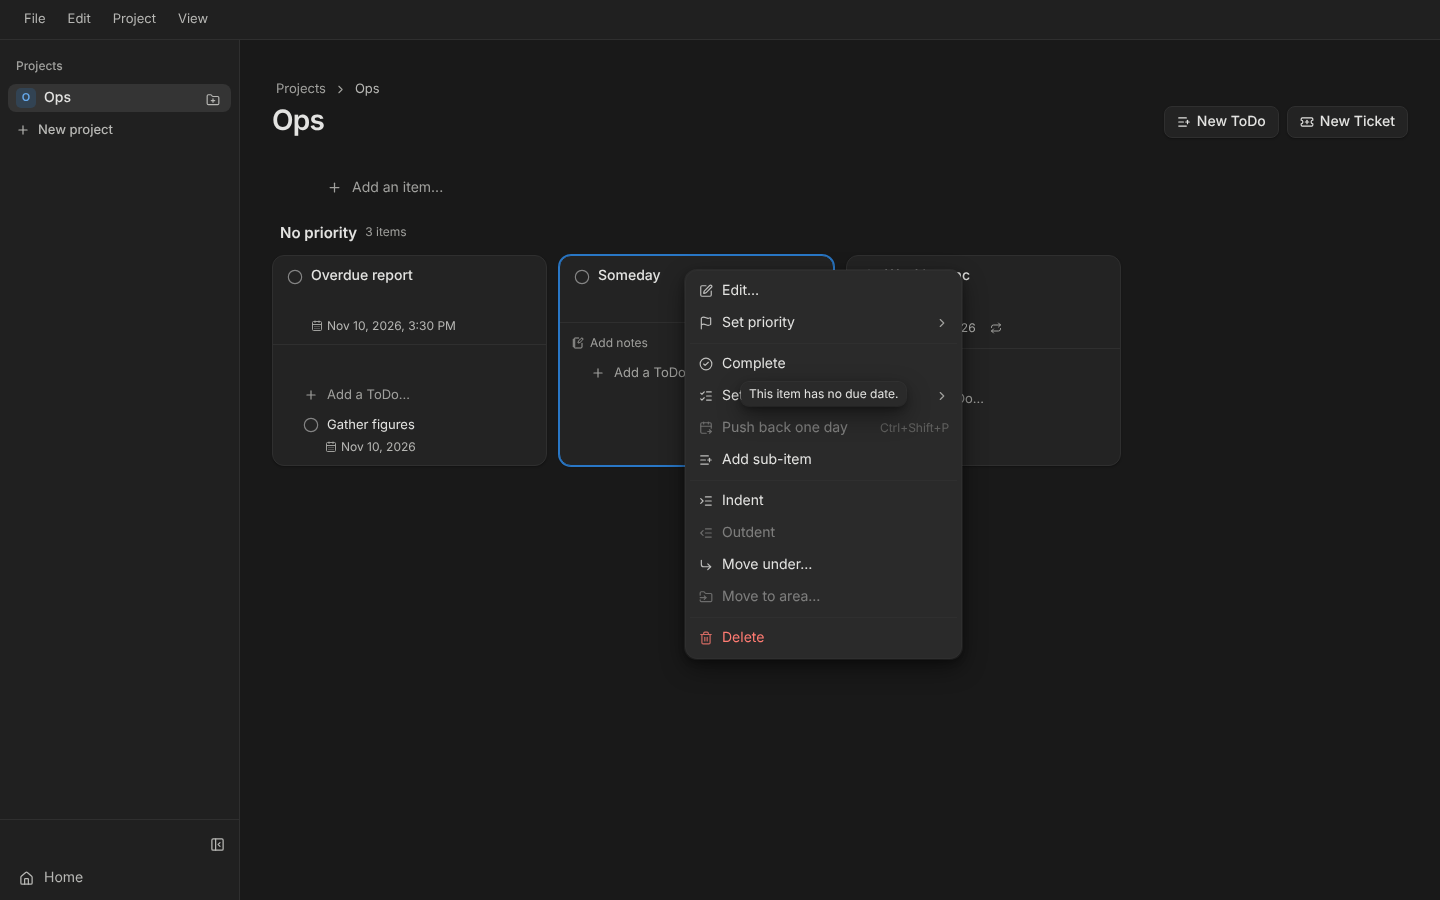 File Edit Project View
Projects
O Ops
New project
Home
Projects > Ops
Ops
New ToDo
New Ticket
Add an item...
No priority 3 items
Overdue report
Nov 10, 2026, 3:30 PM
Add a ToDo...
Gather figures
Nov 10, 2026
Someday
Add notes
Add a ToDo
26
Edit...
Set priority
Complete
This item has no due date.
Push back one day Ctrl+Shift+P
Add sub-item
Indent
Outdent
Move under...
Move to area...
Delete